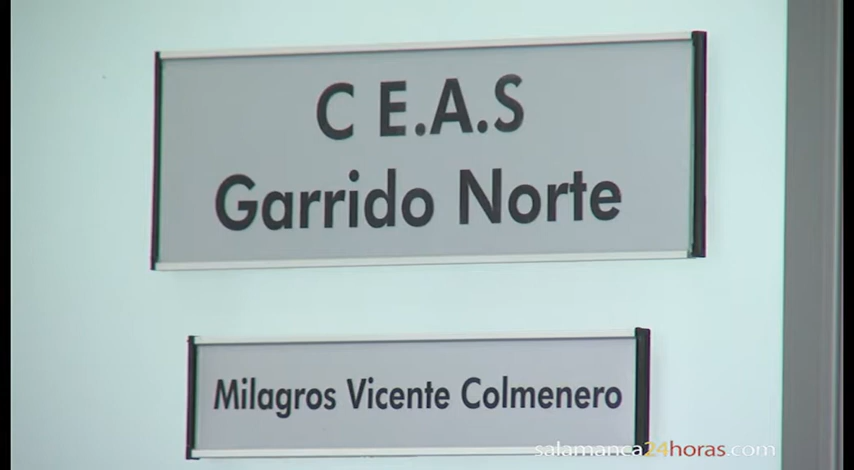 C E.A.S
Garrido Norte
Milagros Vicente Colmenero
salamanca24horas.com